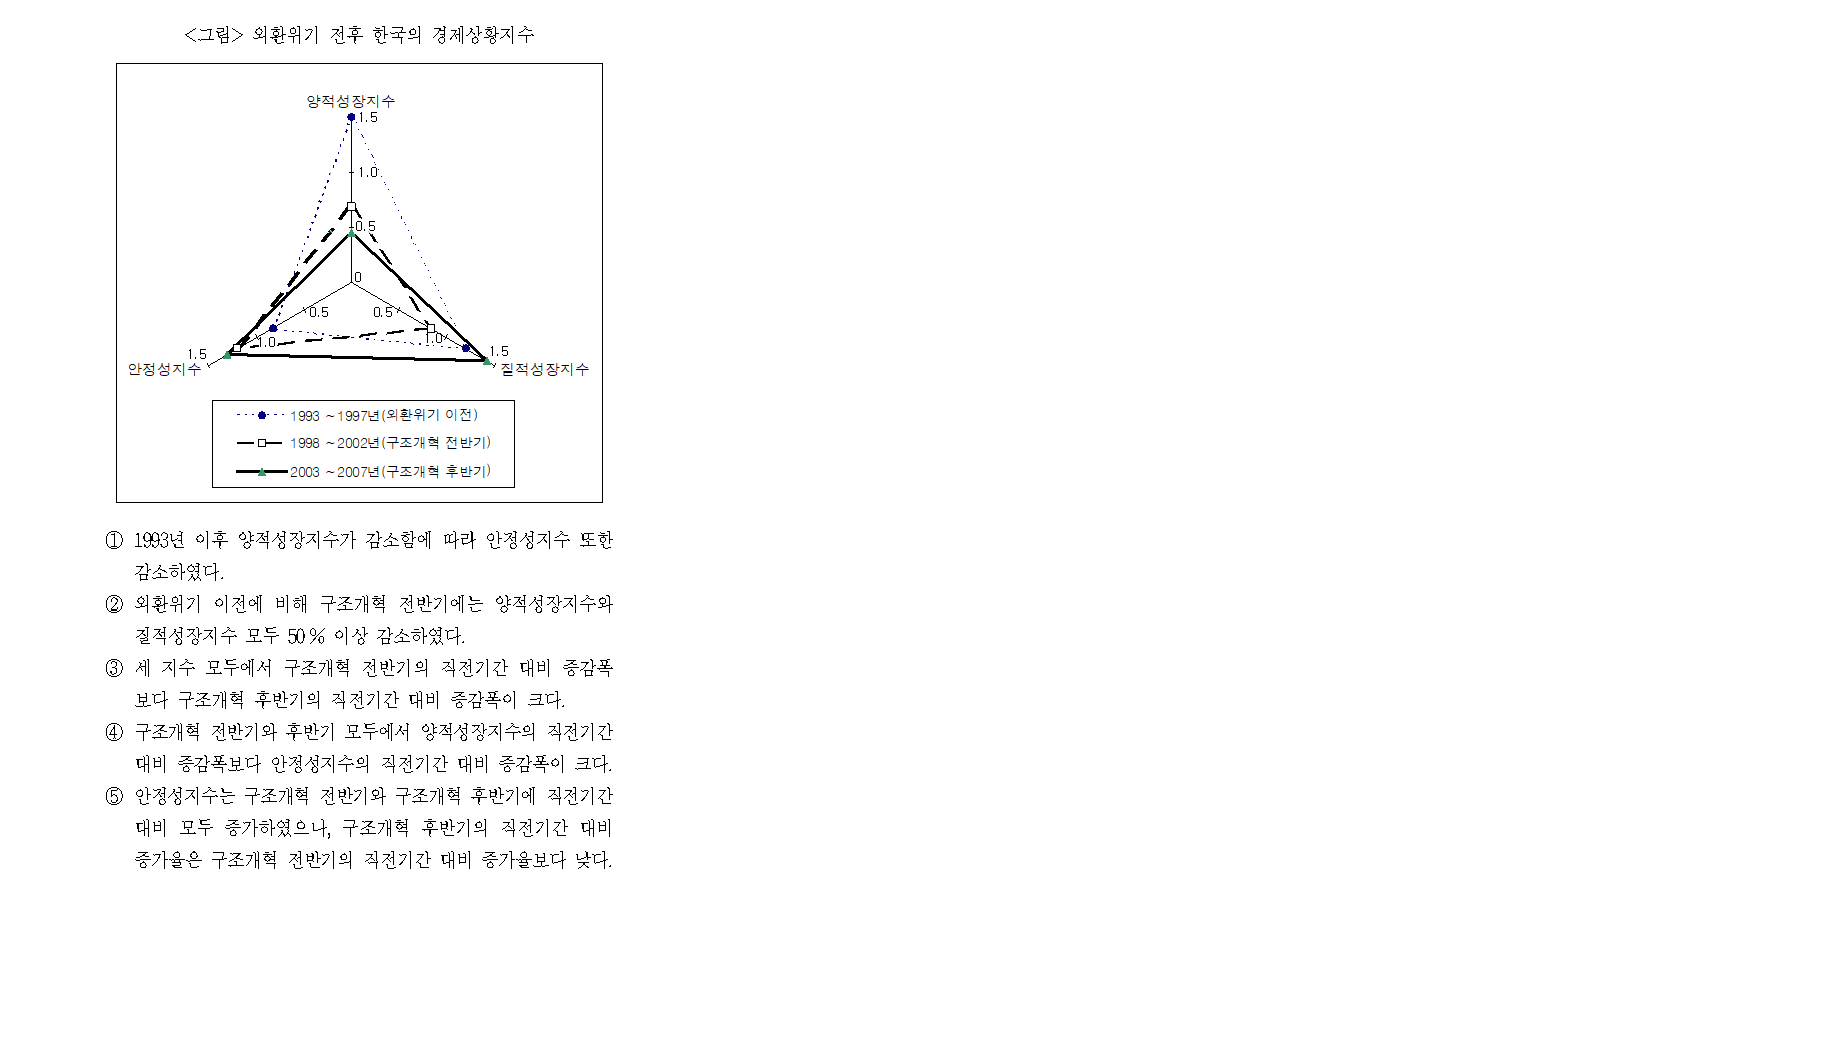 <그림> 외환위기 전후 한국의 경제상황지수
양적성장지수
1.5
1.0
0.5
0
0.5
0.5
1.0
1.0
1.5
1.5
안정성지수
질적성장지수
1993 ~1997년(외환위기 이전)
1998 ~2002년(구조개혁 전반기)
2003 ~2007년(구조개혁 후반기)
① 1993년 이후 양적성장지수가 감소함에 따라 안정성지수 또한
감소하였다.
② 외환위기 이전에 비해 구조개혁 전반기에는 양적성장지수와
질적성장지수 모두 50% 이상 감소하였다.
③ 세 지수 모두에서 구조개혁 전반기의 직전기간 대비 증감폭
보다 구조개혁 후반기의 직전기간 대비 증감폭이 크다.
④ 구조개혁 전반기와 후반기 모두에서 양적성장지수의 직전기간
대비 증감폭보다 안정성지수의 직전기간 대비 증감폭이 크다.
⑤ 안정성지수는 구조개혁 전반기와 구조개혁 후반기에 직전기간
대비 모두 증가하였으나, 구조개혁 후반기의 직전기간 대비
증가율은 구조개혁 전반기의 직전기간 대비 증가율보다 낮다.